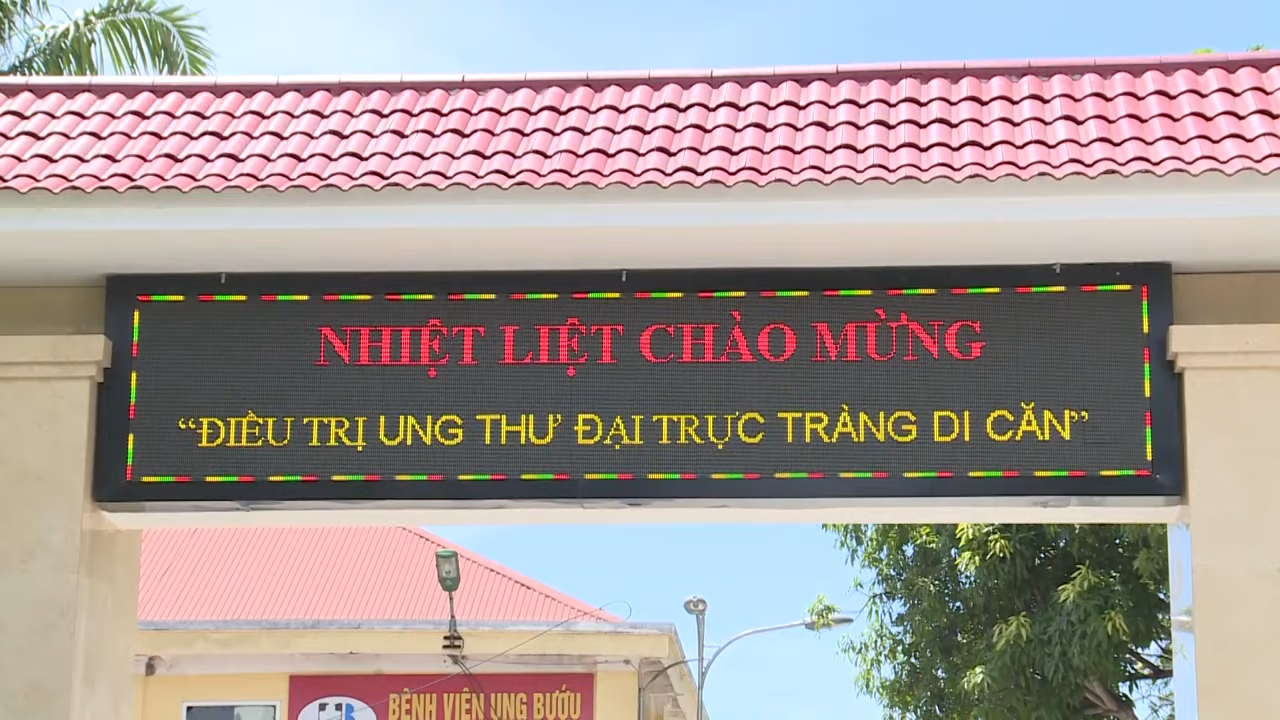 NHIỆT LIỆT CHÀO MỪNG
“ĐIỀU TRỊ UNG THƯ ĐẠI TRỰC TRÀNG DI CĂN”
BỆNH VIỆN UNG BƯỚU